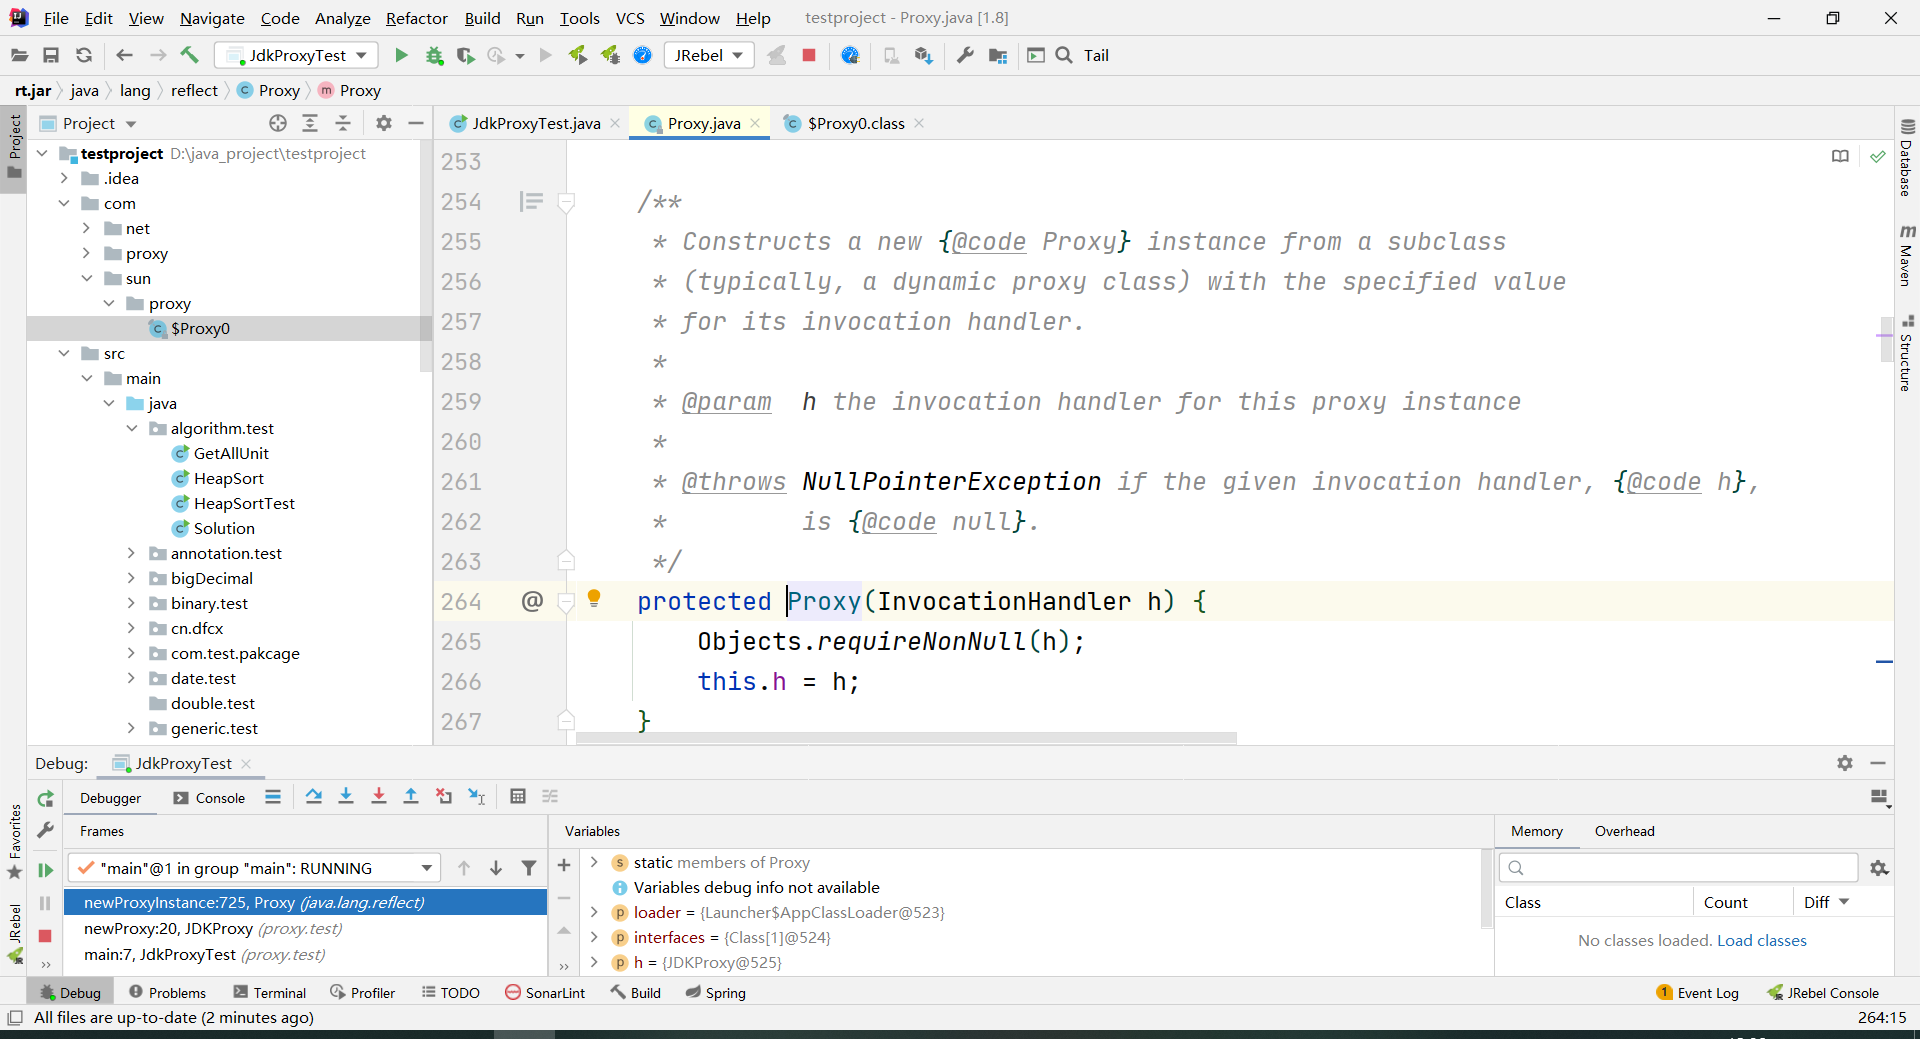 File Edit View Navigate Code Analyze Refactor Build Run Tools VCS Window Help testproject - Proxy.java [1.8]
JdkProxyTest JRebel Tail
rt.jar java lang reflect Proxy Proxy
Project
Project
JdkProxyTest.java Proxy.java $Proxy0.class
testproject D:\java_project\testproject
.idea
com
net
proxy
sun
proxy
$Proxy0
src
main
java
algorithm.test
GetAllUnit
HeapSort
HeapSortTest
Solution
annotation.test
bigDecimal
binary.test
cn.dfcx
com.test.pakcage
date.test
double.test
generic.test
253
254 /**
255 * Constructs a new {@code Proxy} instance from a subclass
256 * (typically, a dynamic proxy class) with the specified value
257 * for its invocation handler.
258 *
259 * @param  h the invocation handler for this proxy instance
260 *
261 * @throws NullPointerException if the given invocation handler, {@code h},
262 *         is {@code null}.
263 */
264 @ protected Proxy(InvocationHandler h) {
265 Objects.requireNonNull(h);
266 this.h = h;
267 }
Database
Maven
Structure
Debug: JdkProxyTest
Debugger Console
Frames
"main"@1 in group "main": RUNNING
newProxyInstance:725, Proxy (java.lang.reflect)
newProxy:20, JDKProxy (proxy.test)
main:7, JdkProxyTest (proxy.test)
Variables
static members of Proxy
Variables debug info not available
loader = {Launcher$AppClassLoader@523}
interfaces = {Class[1]@524}
h = {JDKProxy@525}
Memory Overhead
Class Count Diff
No classes loaded. Load classes
Favorites
JRebel
Debug Problems Terminal Profiler TODO SonarLint Build Spring 1 Event Log JRebel Console
All files are up-to-date (2 minutes ago) 264:15